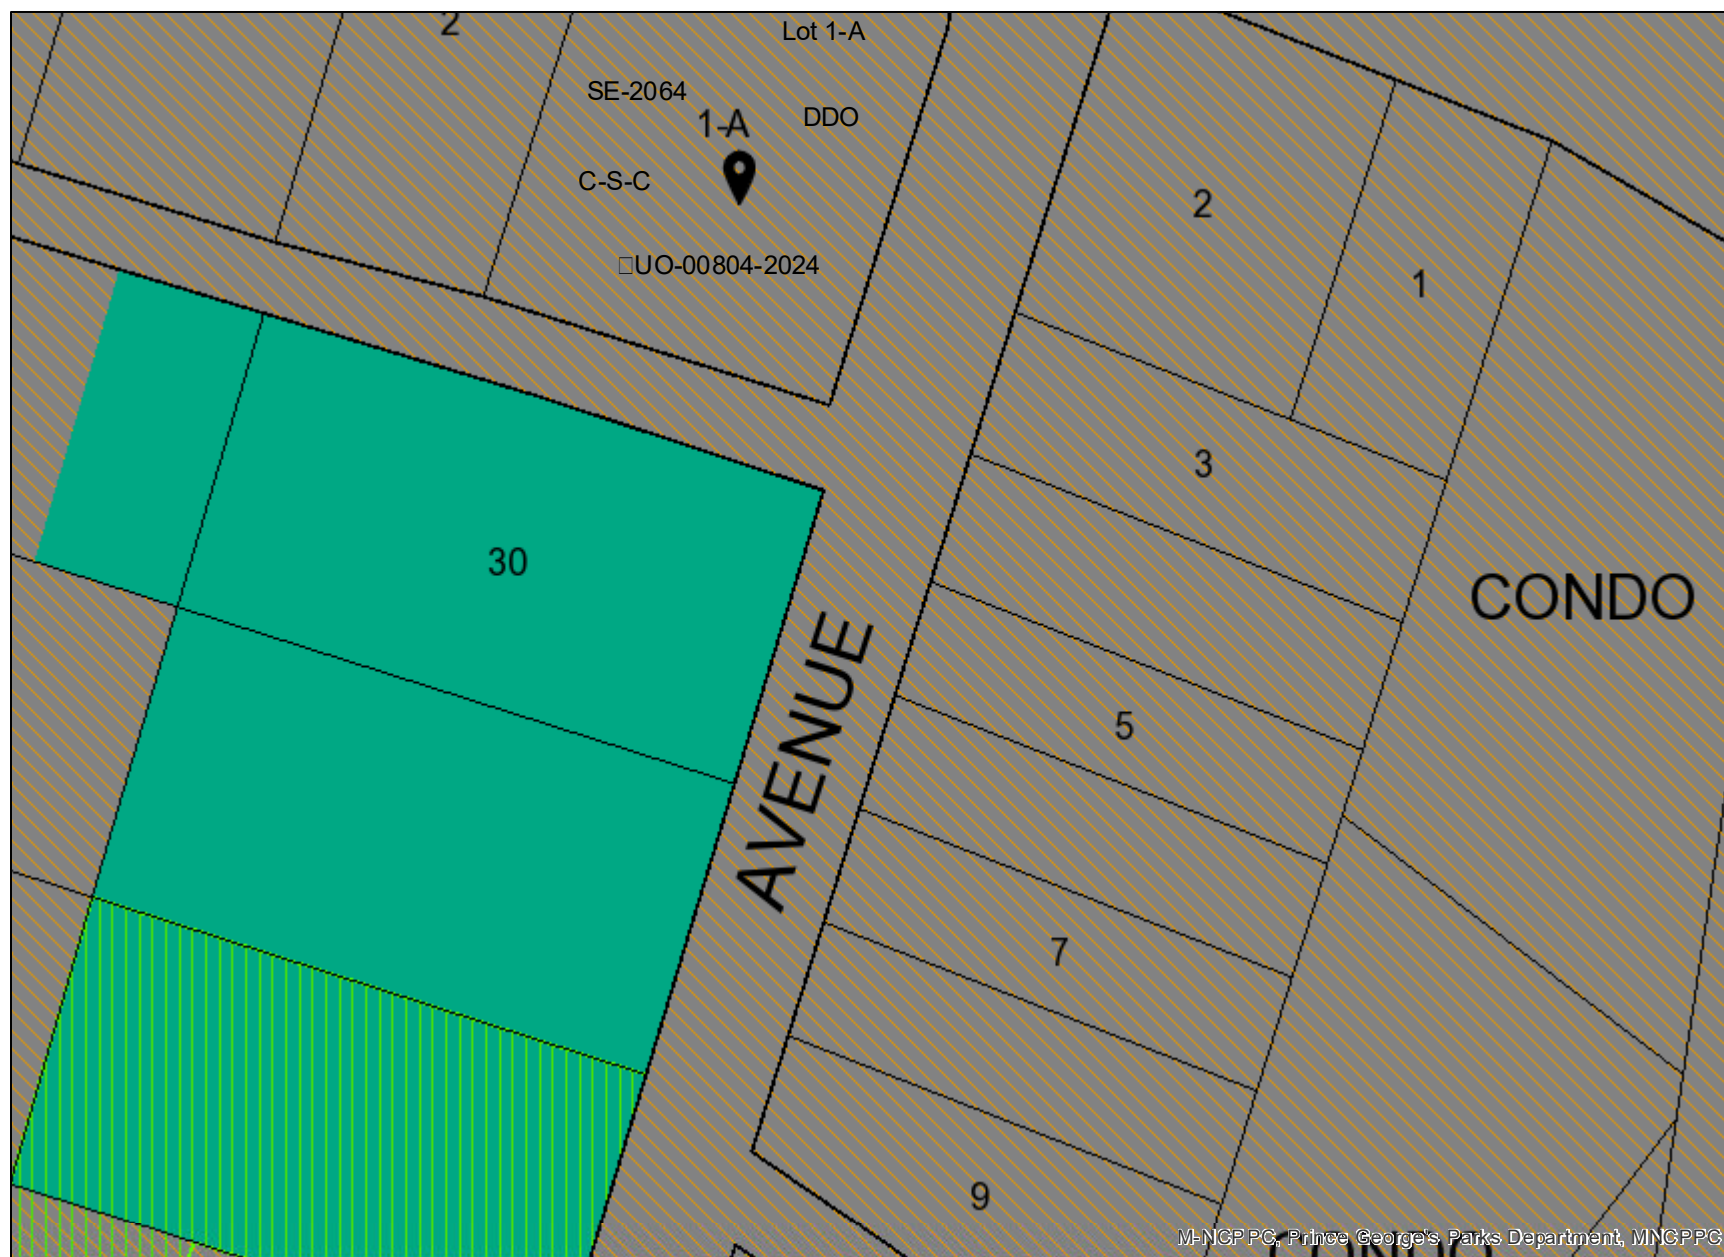 2
Lot 1-A
SE-2064
DDO
1-A
C-S-C
UO-00804-2024
2
1
3
30
CONDO
AVENUE
5
7
9
CONDO
M-NCPPC, Prince George's Parks Department, MNCPPC